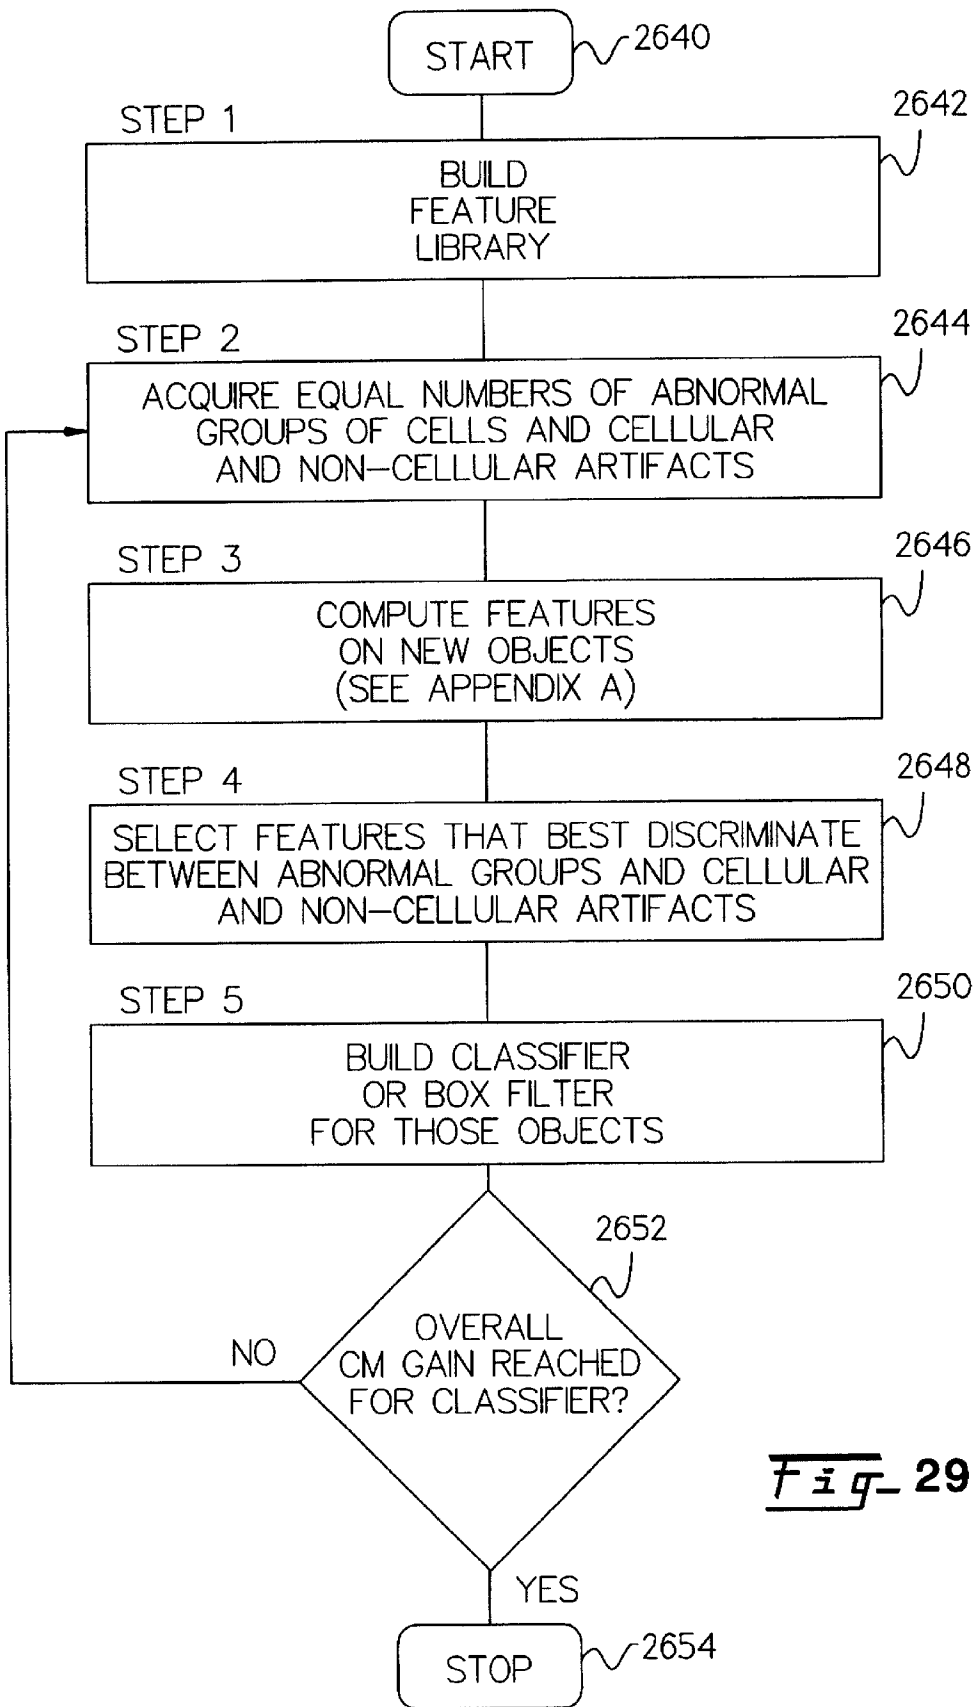 START
2640
STEP 1
2642
BUILD
FEATURE
LIBRARY
STEP 2
2644
ACQUIRE EQUAL NUMBERS OF ABNORMAL
GROUPS OF CELLS AND CELLULAR
AND NON-CELLULAR ARTIFACTS
STEP 3
2646
COMPUTE FEATURES
ON NEW OBJECTS
(SEE APPENDIX A)
STEP 4
2648
SELECT FEATURES THAT BEST DISCRIMINATE
BETWEEN ABNORMAL GROUPS AND CELLULAR
AND NON-CELLULAR ARTIFACTS
STEP 5
2650
BUILD CLASSIFIER
OR BOX FILTER
FOR THOSE OBJECTS
2652
OVERALL
CM GAIN REACHED
FOR CLASSIFIER?
NO
YES
STOP
2654
Fig_ 29